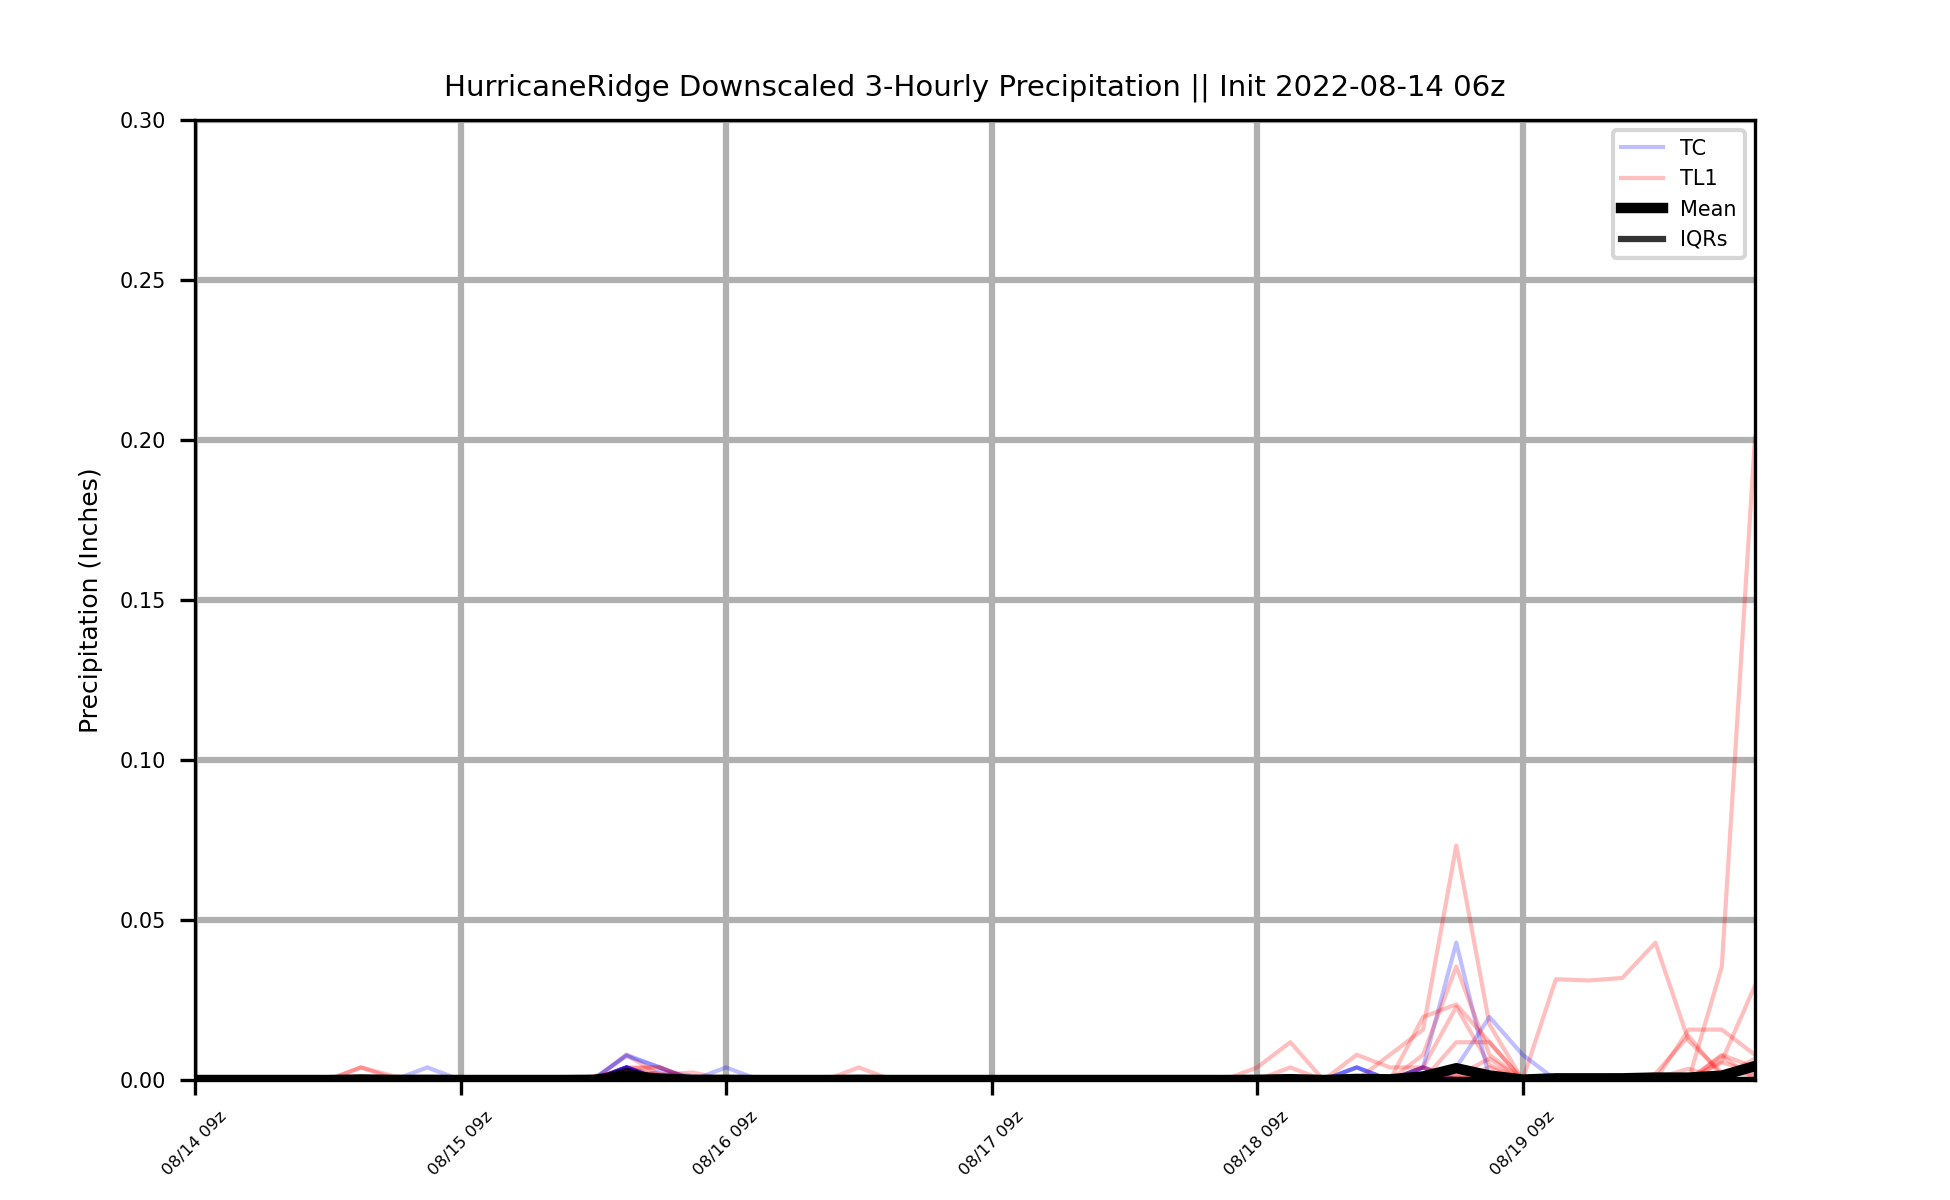 HurricaneRidge Downscaled 3-Hourly Precipitation || Init 2022-08-14 06z
TC
TL1
Mean
IQRs
Precipitation (Inches)
0.30
0.25
0.20
0.15
0.10
0.05
0.00
08/14 09z
08/15 09z
08/16 09z
08/17 09z
08/18 09z
08/19 09z